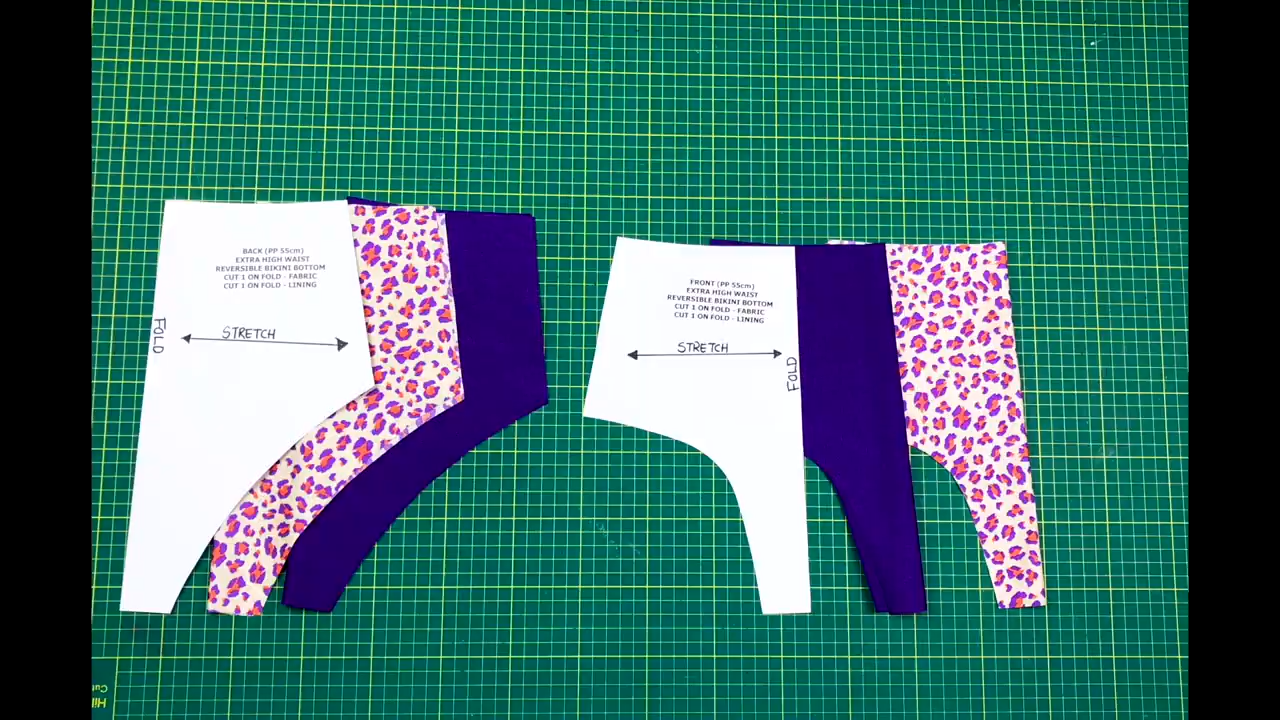 BACK (PP 55cm)
EXTRA HIGH WAIST
REVERSIBLE BIKINI BOTTOM
CUT 1 ON FOLD - FABRIC
CUT 1 ON FOLD - LINING
STRETCH
FOLD
FRONT (PP 55cm)
EXTRA HIGH WAIST
REVERSIBLE BIKINI BOTTOM
CUT 1 ON FOLD - FABRIC
CUT 1 ON FOLD - LINING
STRETCH
FOLD